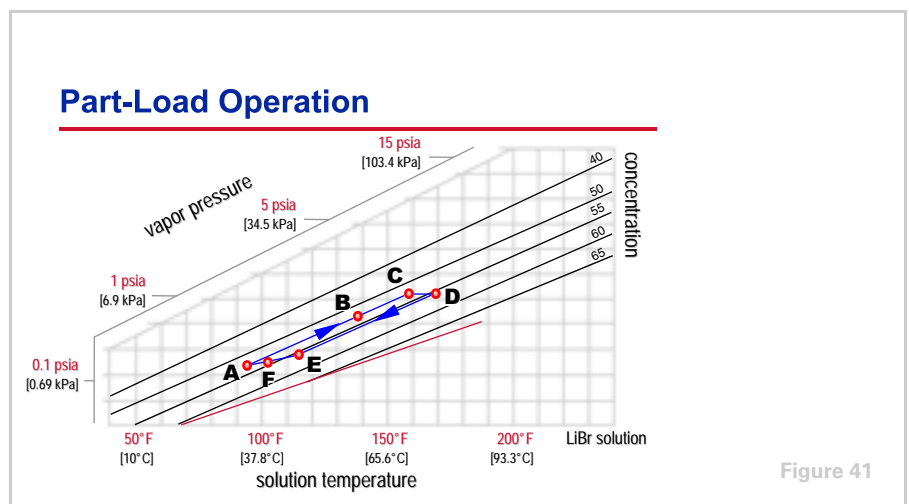 Part-Load Operation
15 psia
[103.4 kPa]
5 psia
[34.5 kPa]
vapor pressure
1 psia
[6.9 kPa]
0.1 psia
[0.69 kPa]
40
50
55
60
65
concentration
A
B
C
D
E
F
50°F
[10°C]
100°F
[37.8°C]
150°F
[65.6°C]
200°F
[93.3°C]
LiBr solution
solution temperature
Figure 41